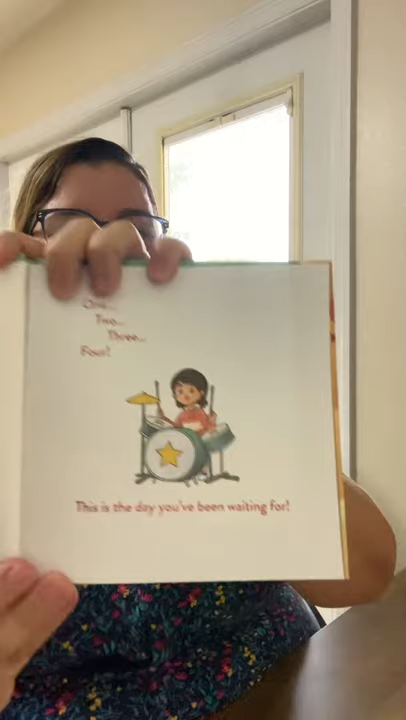 One...
Two...
Three...
Four!
This is the day you've been waiting for!